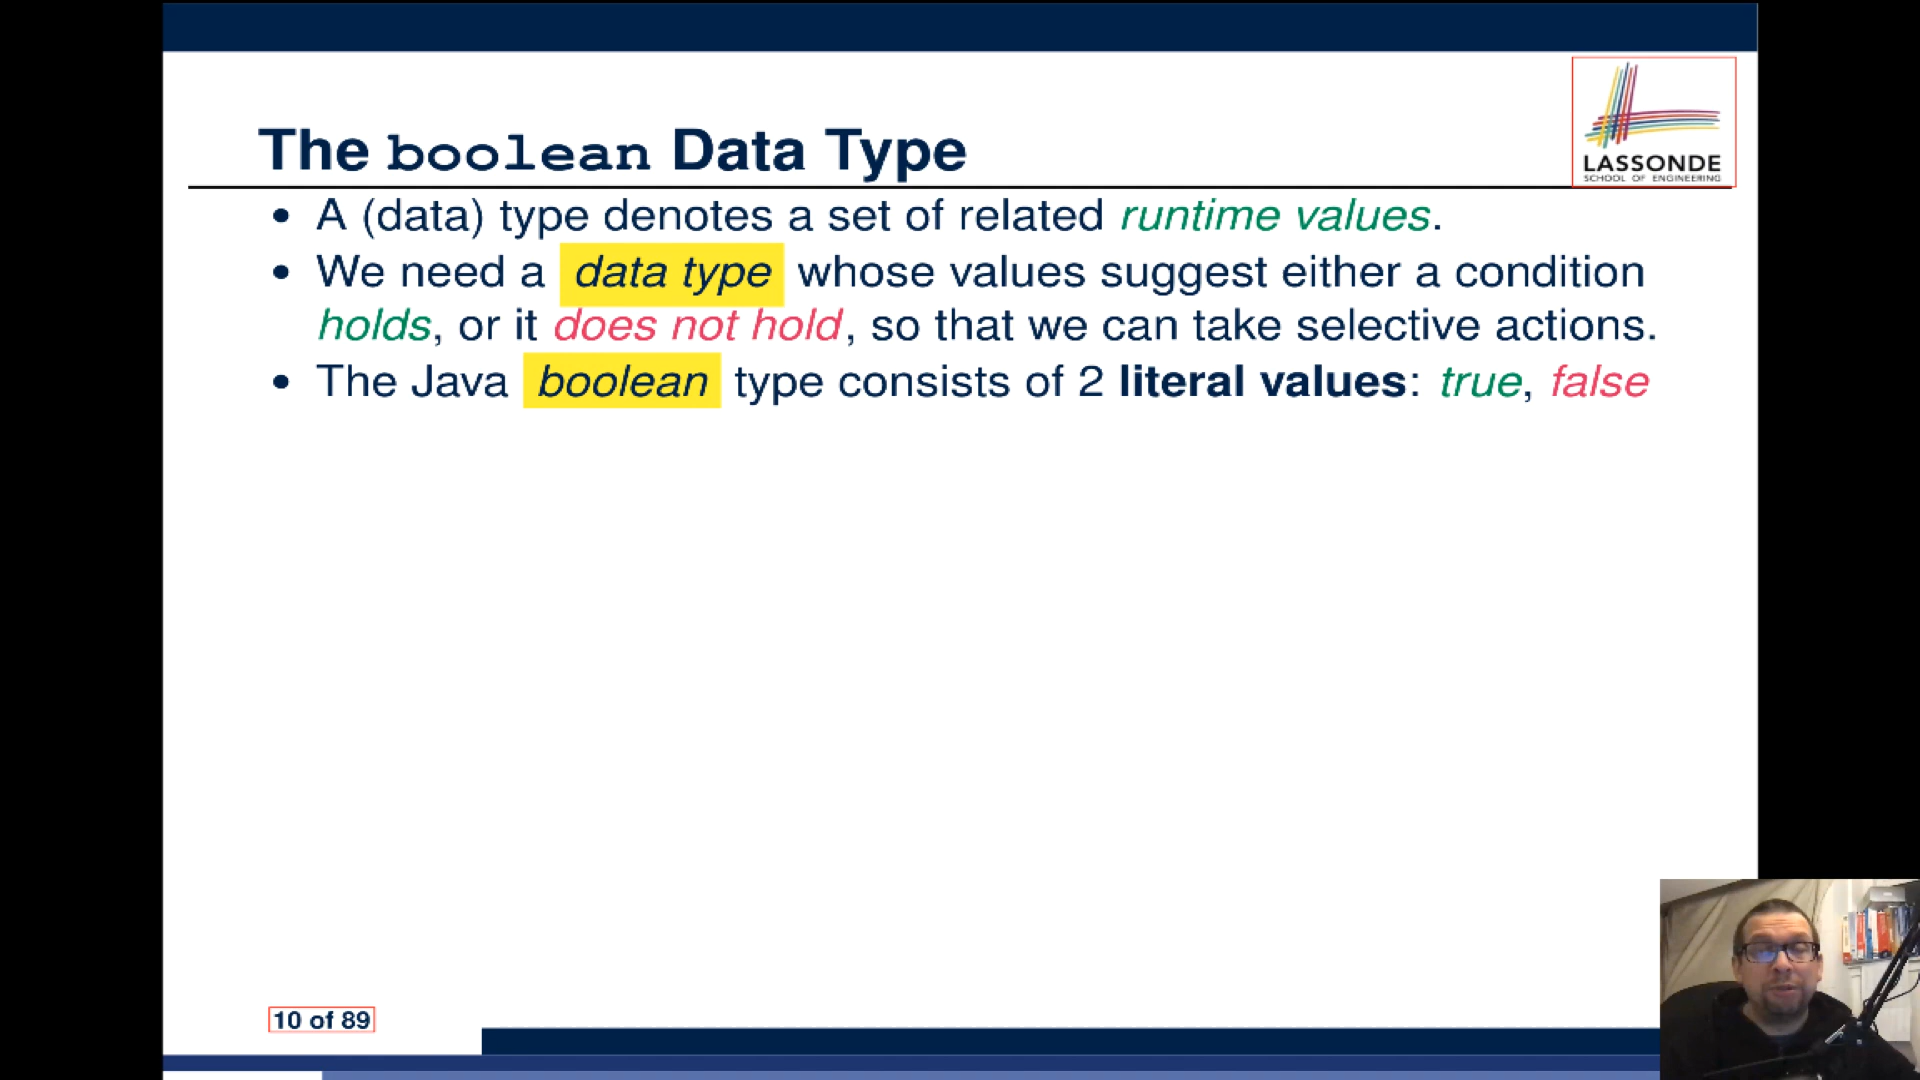 The boolean Data Type
LASSONDE
SCHOOL OF ENGINEERING
• A (data) type denotes a set of related runtime values.
• We need a data type whose values suggest either a condition
holds, or it does not hold, so that we can take selective actions.
• The Java boolean type consists of 2 literal values: true, false
10 of 89